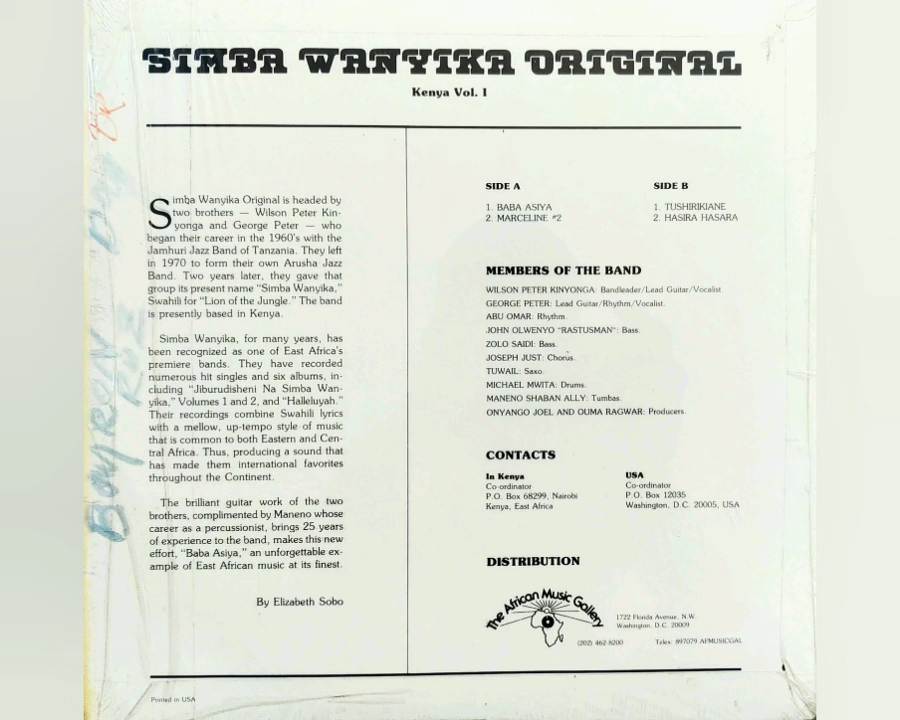 SIMBA WANYIKA ORIGINAL
Kenya Vol. 1
Simba Wanyika Original is headed by
two brothers — Wilson Peter Kin-
yonga and George Peter — who
began their career in the 1960's with the
Jamhuri Jazz Band of Tanzania. They left
in 1970 to form their own Arusha Jazz
Band. Two years later, they gave that
group its present name "Simba Wanyika,"
Swahili for "Lion of the Jungle." The band
is presently based in Kenya.
Simba Wanyika, for many years, has
been recognized as one of East Africa's
premiere bands. They have recorded
numerous hit singles and six albums, in-
cluding "Jiburudisheni Na Simba Wan-
yika," Volumes 1 and 2, and "Halleluyah."
Their recordings combine Swahili lyrics
with a mellow, up-tempo style of music
that is common to both Eastern and Cen-
tral Africa. Thus, producing a sound that
has made them international favorites
throughout the Continent.
The brilliant guitar work of the two
brothers, complimented by Maneno whose
career as a percussionist, brings 25 years
of experience to the band, makes this new
effort, "Baba Asiya," an unforgettable ex-
ample of East African music at its finest.
By Elizabeth Sobo
SIDE A
1. BABA ASIYA
2. MARCELINE #2
SIDE B
1. TUSHIRIKIANE
2. HASIRA HASARA
MEMBERS OF THE BAND
WILSON PETER KINYONGA: Bandleader/Lead Guitar/Vocalist.
GEORGE PETER: Lead Guitar/Rhythm/Vocalist.
ABU OMAR: Rhythm.
JOHN OLWENYO "RASTUSMAN": Bass.
ZOLO SAIDI: Bass.
JOSEPH JUST: Chorus.
TUWAIL: Saxo.
MICHAEL MWITA: Drums.
MANENO SHABAN ALLY: Tumbas.
ONYANGO JOEL AND OUMA RAGWAR: Producers.
CONTACTS
In Kenya
Co-ordinator
P.O. Box 68299, Nairobi
Kenya, East Africa
USA
Co-ordinator
P.O. Box 12035
Washington, D.C. 20005, USA
DISTRIBUTION
The African Music Gallery
1722 Florida Avenue, N.W.
Washington, D.C. 20009
(202) 462-8200 Telex: 897079 AFMUSICGAL
Printed in USA